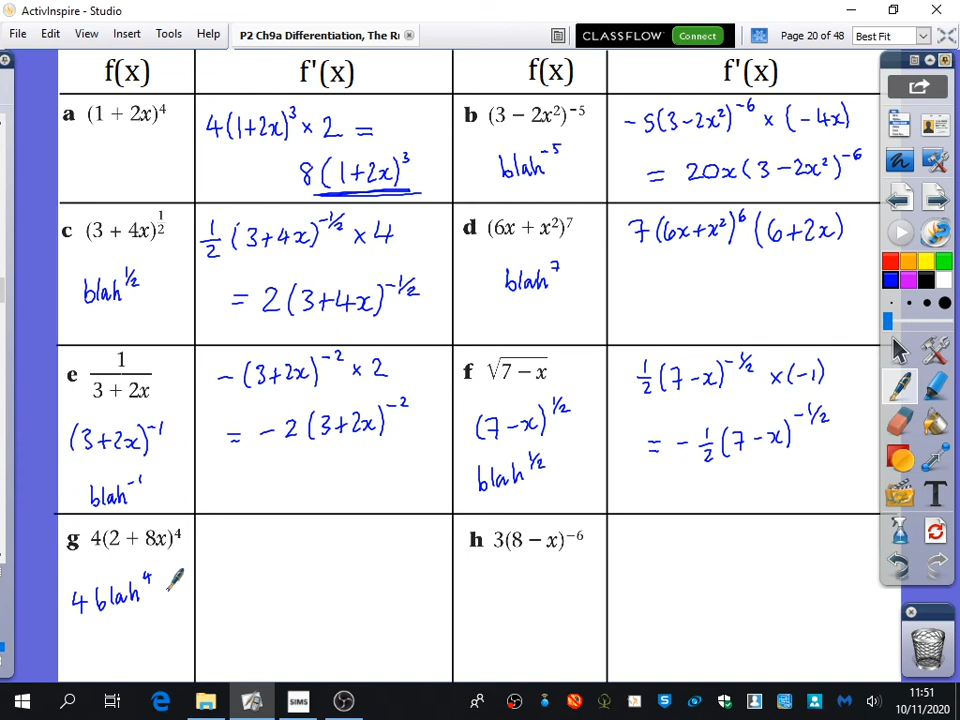 ActivInspire - Studio
File Edit View Insert Tools Help
P2 Ch9a Differentiation, The Ru
CLASSFLOW Connect
Page 20 of 48
Best Fit
f(x) f'(x) f(x) f'(x)
a (1 + 2x)⁴
4(1+2x)³ × 2 =
8(1+2x)³
b (3 − 2x²)⁻⁵
blah⁻⁵
-5(3-2x²)⁻⁶ × (-4x)
= 20x(3-2x²)⁻⁶
c (3 + 4x)^½
blah^1/2
1/2 (3+4x)^-1/2 × 4
= 2(3+4x)^-1/2
d (6x + x²)⁷
blah⁷
7(6x+x²)⁶ (6+2x)
e 1/(3 + 2x)
(3+2x)⁻¹
blah⁻¹
-(3+2x)⁻² × 2
= -2(3+2x)⁻²
f √(7 − x)
(7-x)^1/2
blah^1/2
1/2 (7-x)^-1/2 ×(-1)
= -1/2 (7-x)^-1/2
g 4(2 + 8x)⁴
4 blah⁴
h 3(8 − x)⁻⁶
T
SIMS
11:51
10/11/2020